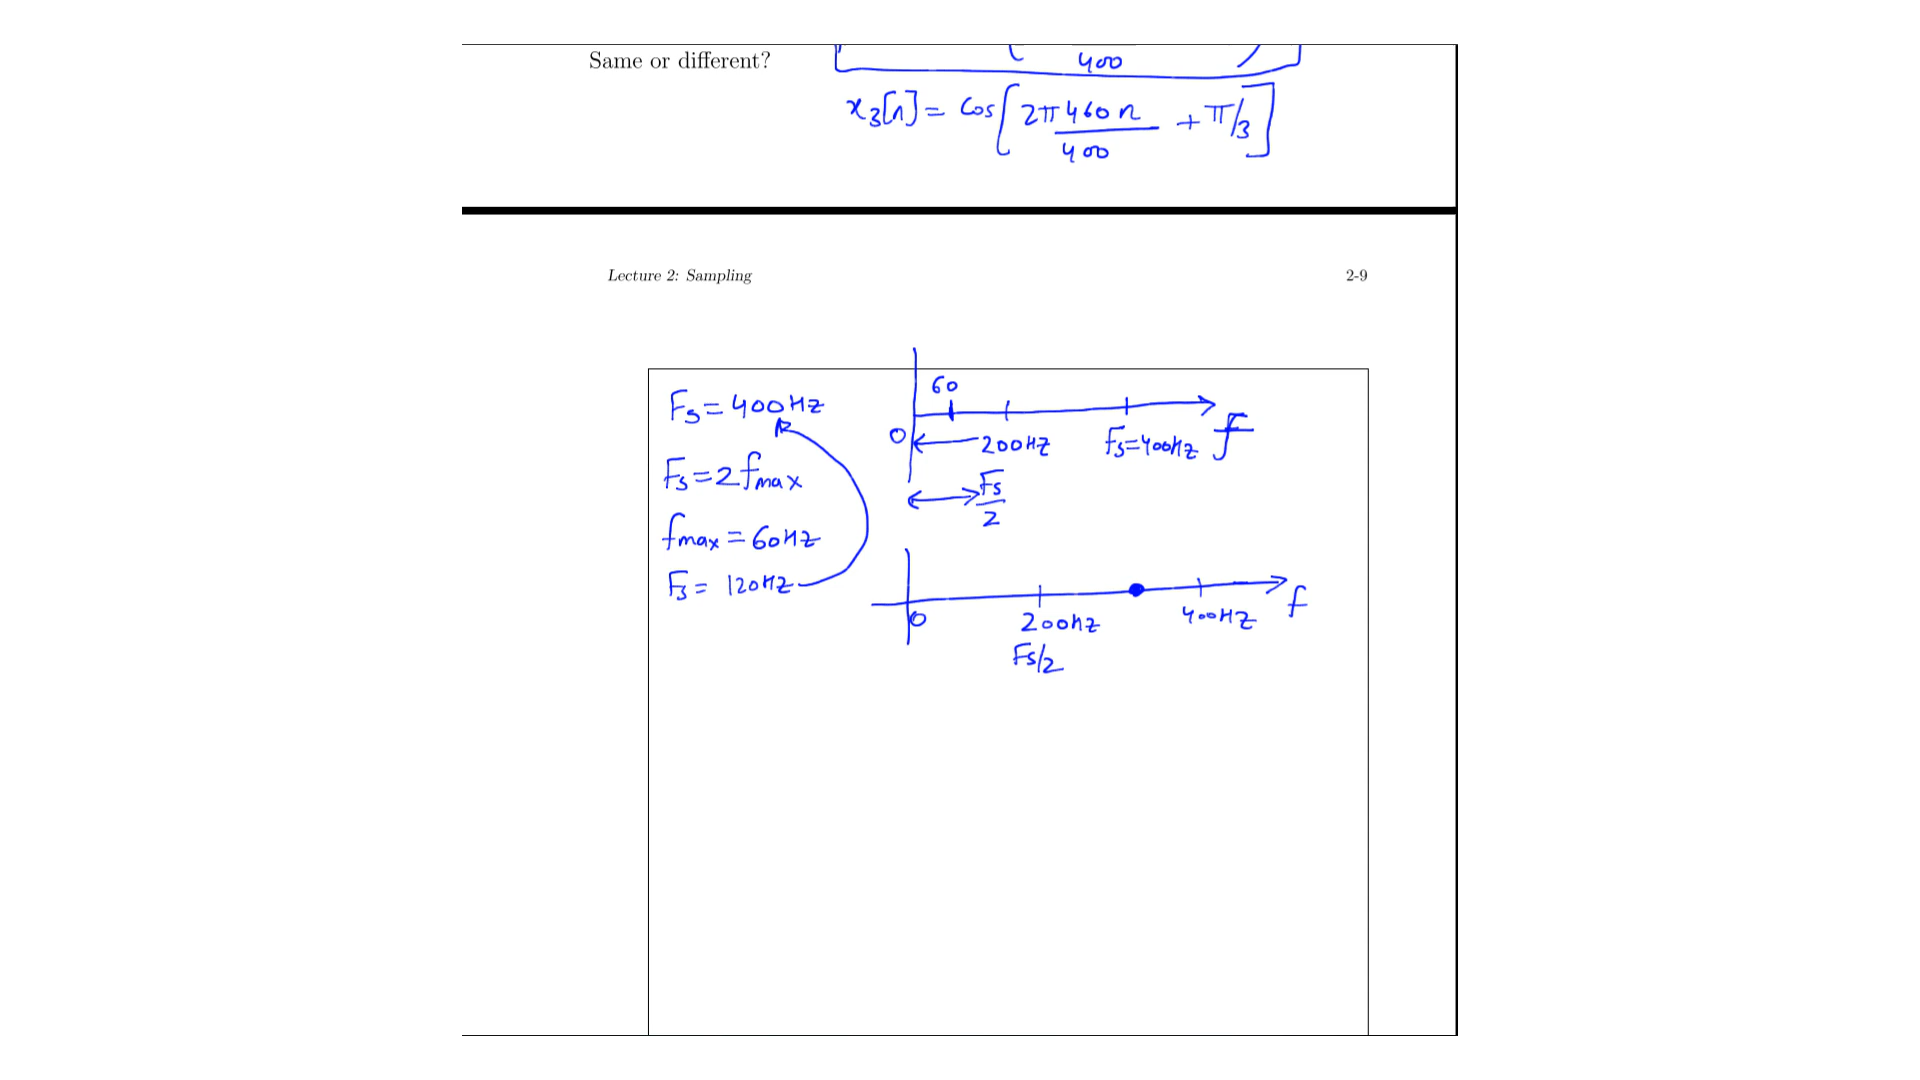 Same or different?
400
x3[n] = Cos[2π460n/400 + π/3]
Lecture 2: Sampling 2-9
Fs=400Hz
Fs=2fmax
fmax=60Hz
Fs= 120Hz
60
0 200Hz Fs=400Hz f
Fs/2
0 200hz 400Hz f
Fs/2